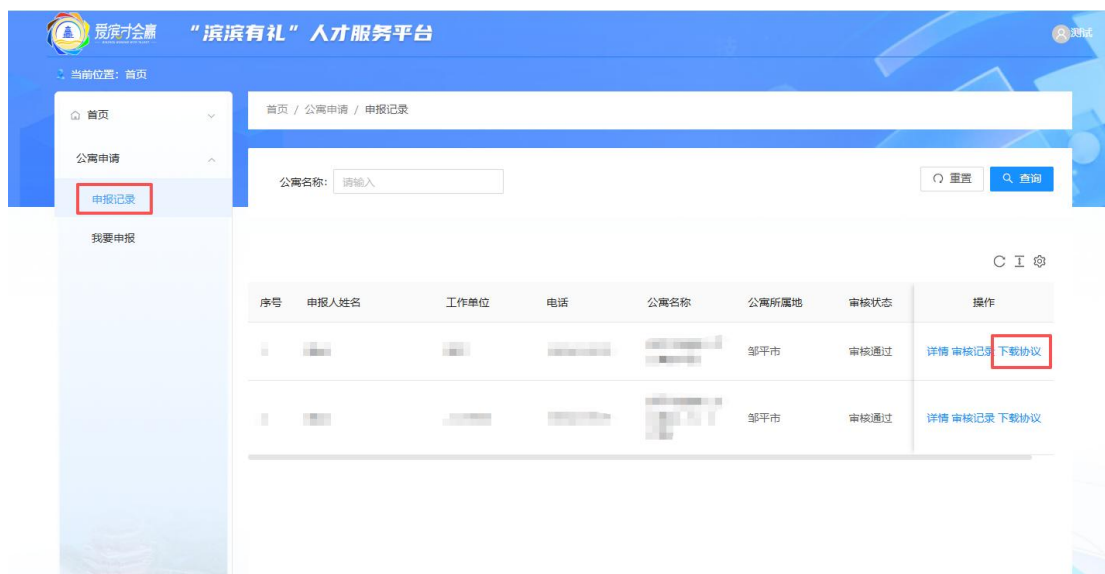 爱滨才会赢 “滨滨有礼”人才服务平台
测试
当前位置：首页
首页
首页 / 公寓申请 / 申报记录
公寓申请
公寓名称： 请输入
重置 查询
申报记录
我要申报
序号 申报人姓名 工作单位 电话 公寓名称 公寓所属地 审核状态 操作
邹平市 审核通过 详情 审核记录 下载协议
邹平市 审核通过 详情 审核记录 下载协议